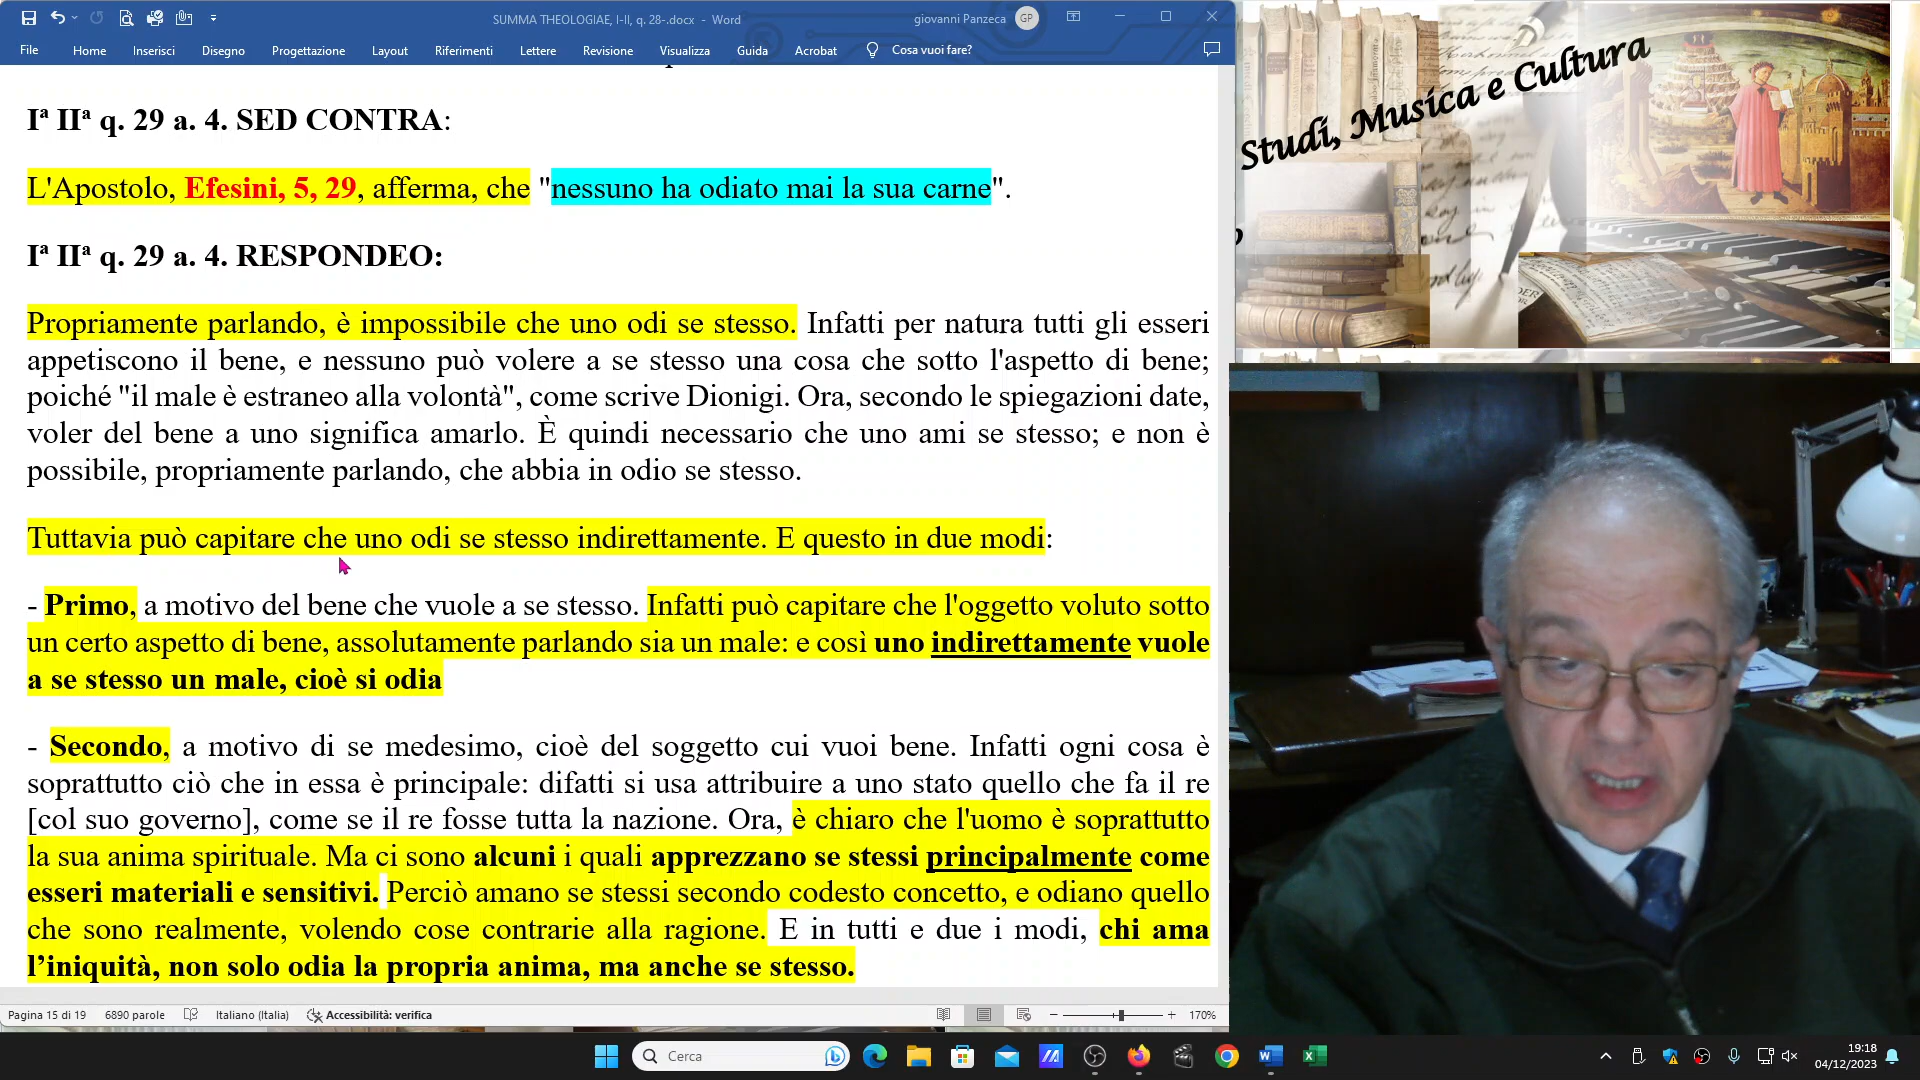 SUMMA THEOLOGIAE, I-II, q. 28-.docx - Word
giovanni Panzeca GP
File Home Inserisci Disegno Progettazione Layout Riferimenti Lettere Revisione Visualizza Guida Acrobat Cosa vuoi fare?
Iª IIª q. 29 a. 4. SED CONTRA:
L'Apostolo, Efesini, 5, 29, afferma, che "nessuno ha odiato mai la sua carne".
Iª IIª q. 29 a. 4. RESPONDEO:
Propriamente parlando, è impossibile che uno odi se stesso. Infatti per natura tutti gli esseri
appetiscono il bene, e nessuno può volere a se stesso una cosa che sotto l'aspetto di bene;
poiché "il male è estraneo alla volontà", come scrive Dionigi. Ora, secondo le spiegazioni date,
voler del bene a uno significa amarlo. È quindi necessario che uno ami se stesso; e non è
possibile, propriamente parlando, che abbia in odio se stesso.
Tuttavia può capitare che uno odi se stesso indirettamente. E questo in due modi:
- Primo, a motivo del bene che vuole a se stesso. Infatti può capitare che l'oggetto voluto sotto
un certo aspetto di bene, assolutamente parlando sia un male: e così uno indirettamente vuole
a se stesso un male, cioè si odia
- Secondo, a motivo di se medesimo, cioè del soggetto cui vuoi bene. Infatti ogni cosa è
soprattutto ciò che in essa è principale: difatti si usa attribuire a uno stato quello che fa il re
[col suo governo], come se il re fosse tutta la nazione. Ora, è chiaro che l'uomo è soprattutto
la sua anima spirituale. Ma ci sono alcuni i quali apprezzano se stessi principalmente come
esseri materiali e sensitivi. Perciò amano se stessi secondo codesto concetto, e odiano quello
che sono realmente, volendo cose contrarie alla ragione. E in tutti e due i modi, chi ama
l’iniquità, non solo odia la propria anima, ma anche se stesso.
Pagina 15 di 19 6890 parole Italiano (Italia) Accessibilità: verifica 170%
Cerca
19:18
04/12/2023
Studi, Musica e Cultura